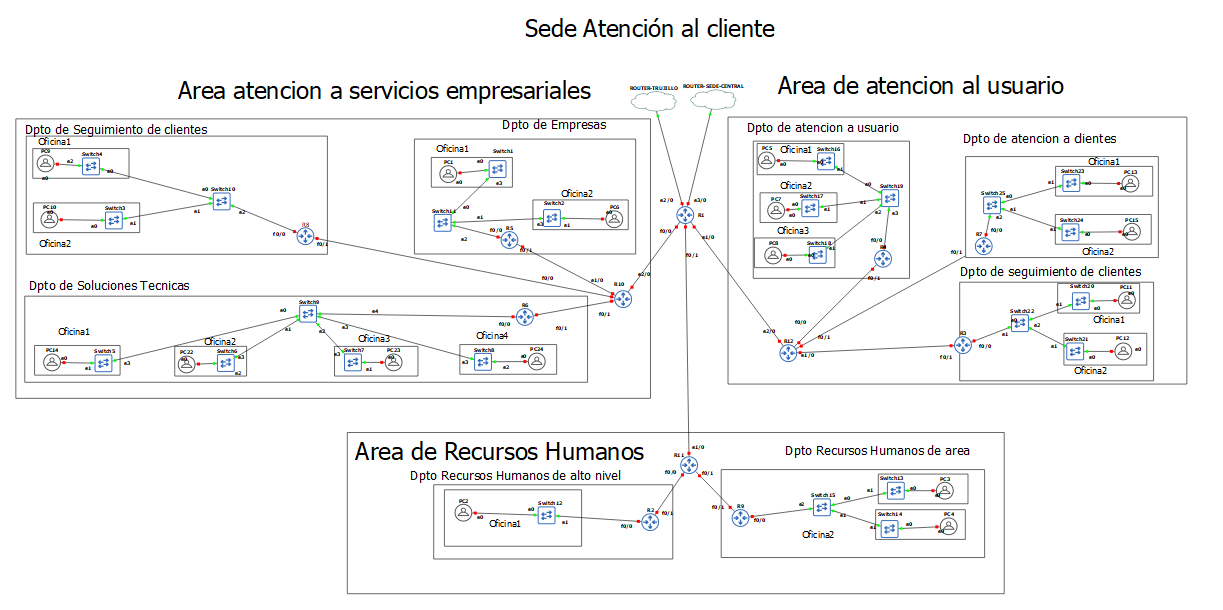 Sede Atención al cliente
Area atencion a servicios empresariales
ROUTER-TRUJILLO
ROUTER-SEDE-CENTRAL
Area de atencion al usuario
Dpto de Seguimiento de clientes
Oficina1
PC9
e0
e2
Switch4
e0
PC10
e0
Switch3
e1
Oficina2
e0
Switch10
e1
e2
f0/0
f0/1
Dpto de Empresas
Oficina1
PC1
e0
e0
Switch1
e3
Oficina2
e1
Switch2
e0
PC6
e0
e2
f0/0
R5
f0/1
Dpto de Soluciones Tecnicas
Switch9
e0
e1
e2
e3
e4
R6
f0/0
f0/1
Oficina1
PC14
e0
Switch5
e1
e3
Oficina2
PC22
e0
Switch6
e1
e2
Oficina3
e3
Switch7
e1
PC23
e0
Oficina4
e3
Switch8
e2
PC24
e0
f0/0
e1/0
R10
e2/0
f0/1
e2/0
e3/0
R1
f0/0
e1/0
f0/1
Dpto de atencion a usuario
PC5
e0
Oficina1
Switch16
e1
Oficina2
PC7
e0
Switch17
e1
Oficina3
PC8
e0
Switch18
e1
e0
Switch19
e1
e2
e3
f0/0
f0/1
Dpto de atencion a clientes
Oficina1
Switch23
e1
e0
PC13
e0
Switch25
e0
e1
e2
f0/0
R7
f0/1
Switch24
e1
e0
PC15
e0
Oficina2
Dpto de seguimiento de clientes
Switch20
e1
e0
PC11
e0
Oficina1
Switch22
e0
e1
e2
Switch21
e1
e0
PC12
e0
Oficina2
R3
f0/0
f0/1
e2/0
f0/0
f0/1
R12
e1/0
Area de Recursos Humanos
e1/0
R11
f0/0
f0/1
Dpto Recursos Humanos de alto nivel
PC2
e0
Oficina1
Switch12
e0
e1
R2
f0/0
f0/1
Dpto Recursos Humanos de area
f0/1
R9
f0/0
e2
Switch15
e0
e1
Oficina2
Switch13
e1
e0
PC3
e0
Switch14
e1
e0
PC4
e0